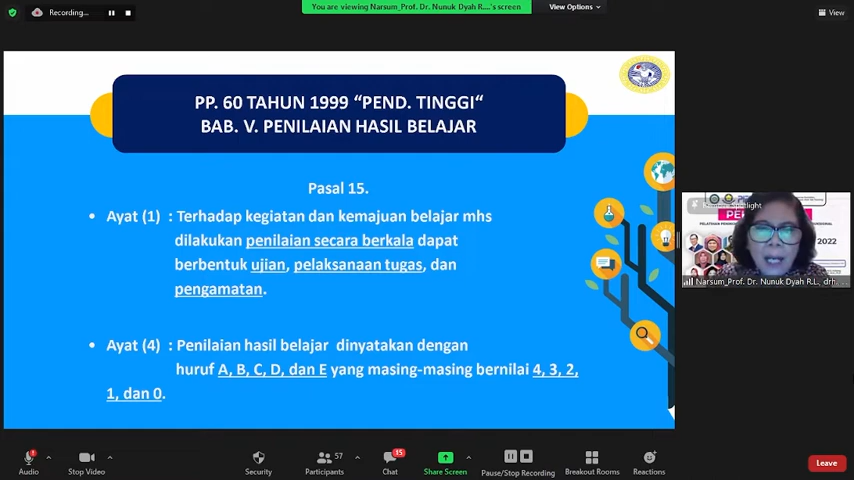 Recording...
You are viewing Narsum_Prof. Dr. Nunuk Dyah R....'s screen
View Options
View
PP. 60 TAHUN 1999 “PEND. TINGGI“
BAB. V. PENILAIAN HASIL BELAJAR
Pasal 15.
• Ayat (1) : Terhadap kegiatan dan kemajuan belajar mhs
dilakukan penilaian secara berkala dapat
berbentuk ujian, pelaksanaan tugas, dan
pengamatan.
• Ayat (4) : Penilaian hasil belajar dinyatakan dengan
huruf A, B, C, D, dan E yang masing-masing bernilai 4, 3, 2,
1, dan 0.
2022
Narsum_Prof. Dr. Nunuk Dyah R.L. drh...
Audio
Stop Video
Security
57
Participants
15
Chat
Share Screen
Pause/Stop Recording
Breakout Rooms
Reactions
Leave